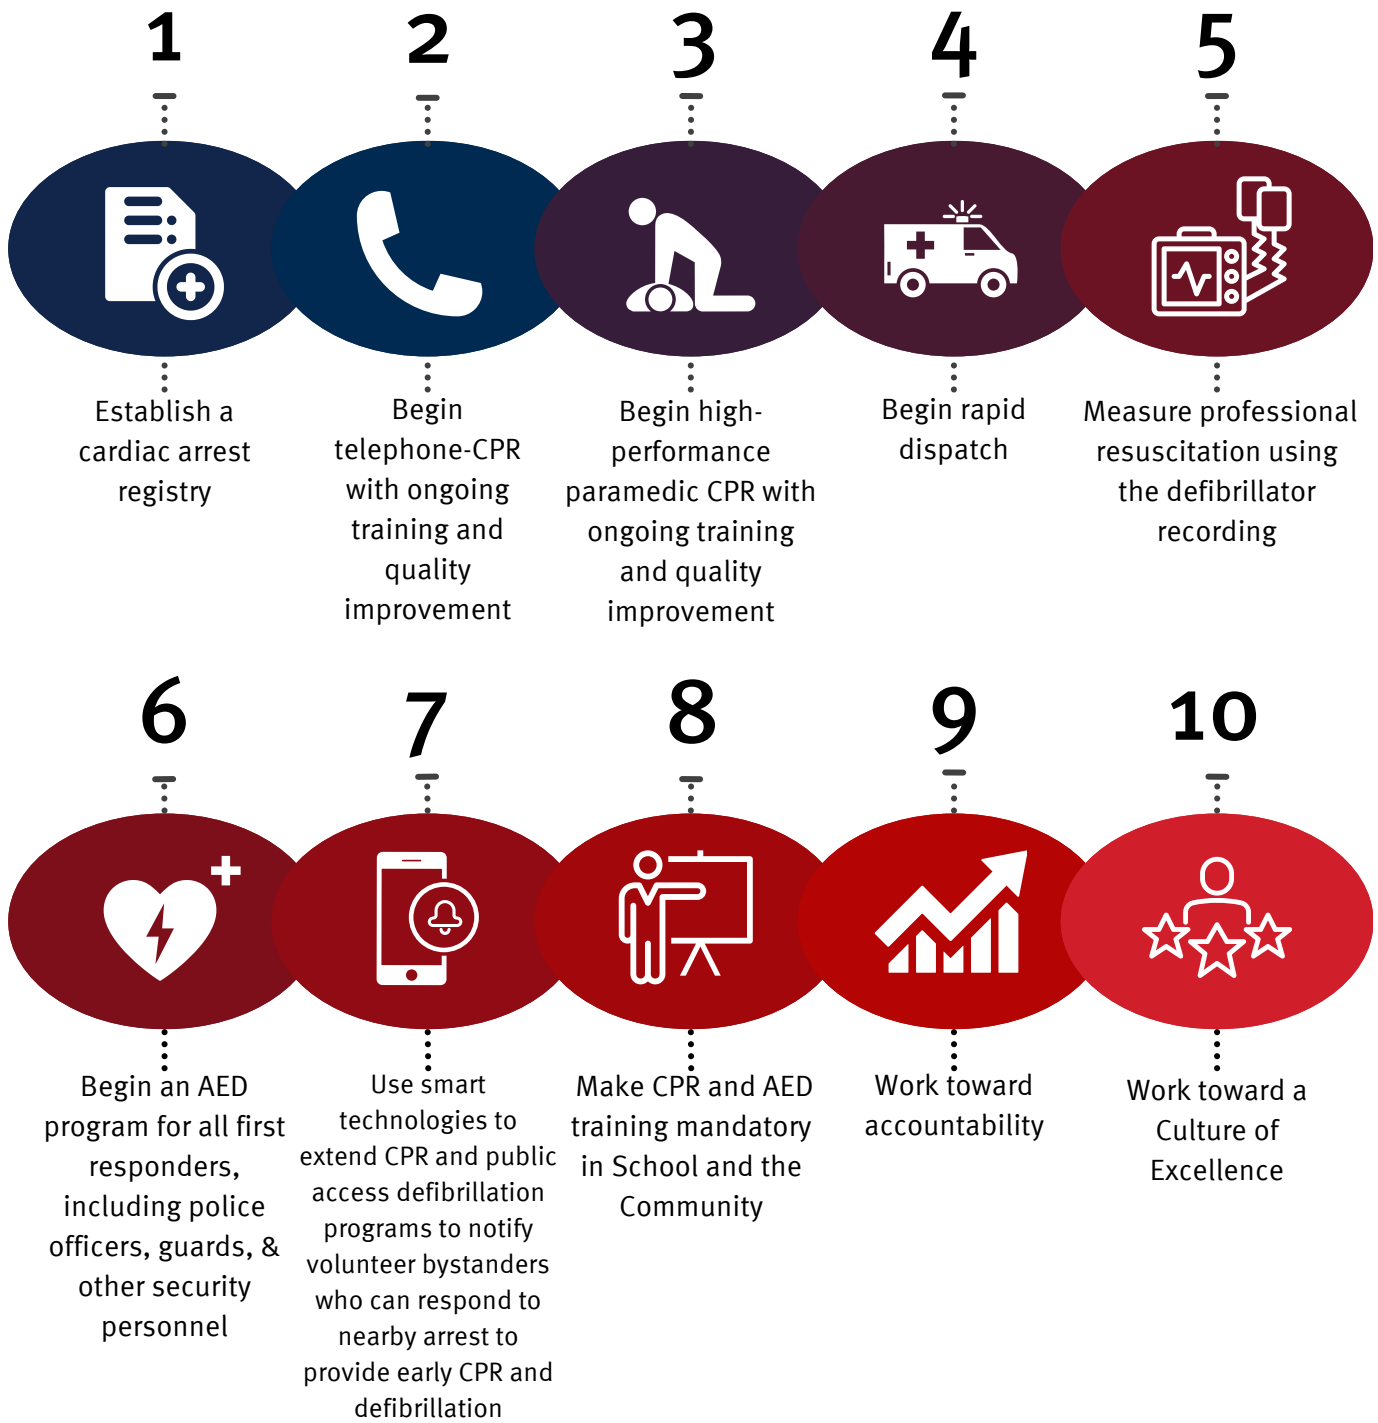 1
2
3
4
5
Establish a
cardiac arrest
registry
Begin
telephone-CPR
with ongoing
training and
quality
improvement
Begin high-
performance
paramedic CPR with
ongoing training
and quality
improvement
Begin rapid
dispatch
Measure professional
resuscitation using
the defibrillator
recording
6
7
8
9
10
Begin an AED
program for all first
responders,
including police
officers, guards, &
other security
personnel
Use smart
technologies to
extend CPR and public
access defibrillation
programs to notify
volunteer bystanders
who can respond to
nearby arrest to
provide early CPR and
defibrillation
Make CPR and AED
training mandatory
in School and the
Community
Work toward
accountability
Work toward a
Culture of
Excellence